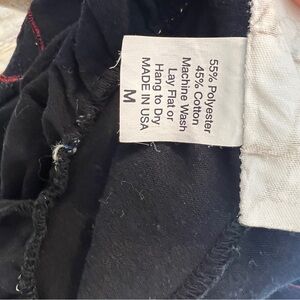 55% Polyester
45% Cotton
Machine Wash
Lay Flat or
Hang to Dry
MADE IN USA
M